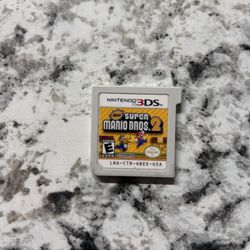 NINTENDO 3DS
NEW
SUPER
MARIO BROS. 2
E
LNA-CTR-ABEE-USA